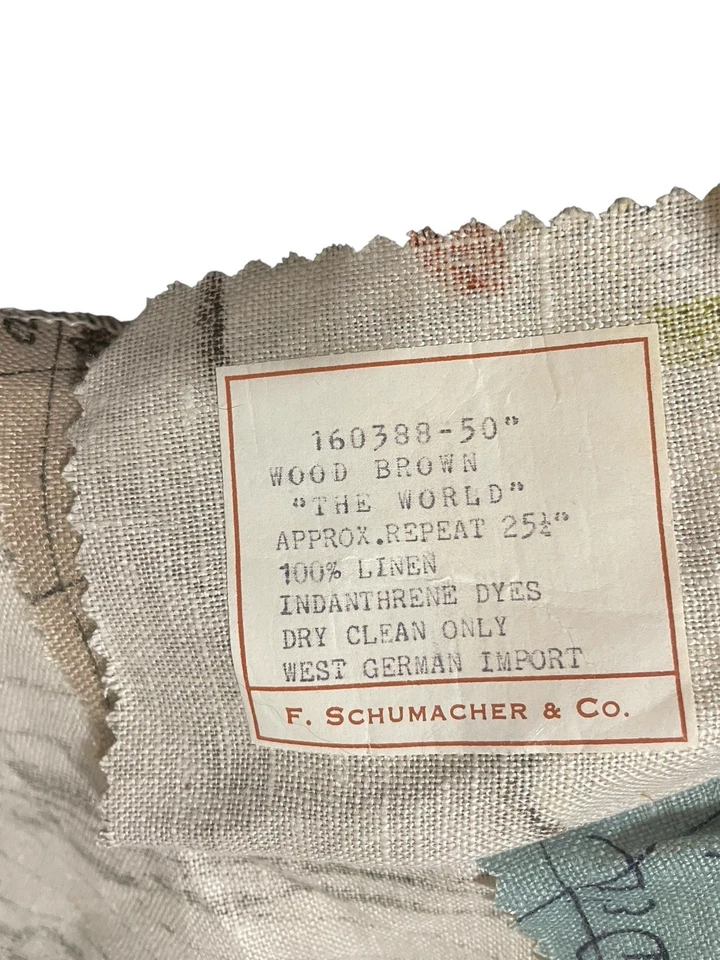 160388-50"
WOOD BROWN
"THE WORLD"
APPROX.REPEAT 25¼"
100% LINEN
INDANTHRENE DYES
DRY CLEAN ONLY
WEST GERMAN IMPORT
F. SCHUMACHER & CO.